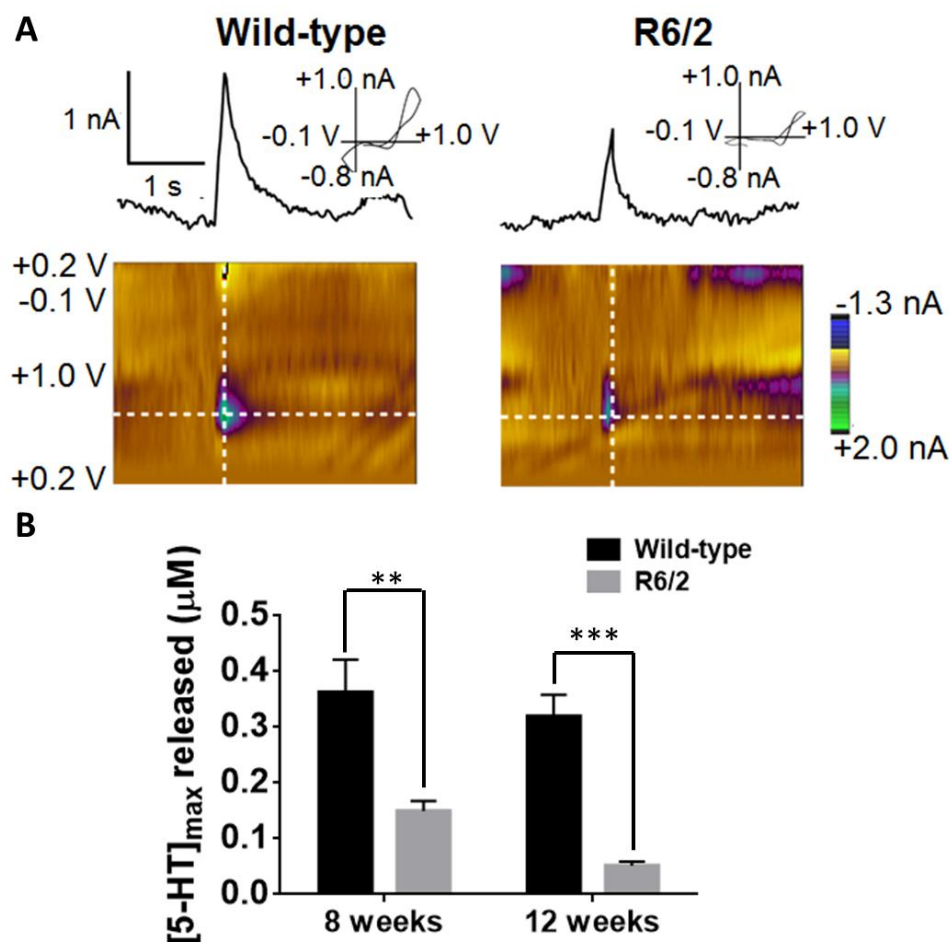 A
Wild-type
R6/2
1 nA
1 s
+1.0 nA
-0.1 V
+1.0 V
-0.8 nA
+1.0 nA
-0.1 V
+1.0 V
-0.8 nA
+0.2 V
-0.1 V
+1.0 V
+0.2 V
-1.3 nA
+2.0 nA
B
Wild-type
R6/2
[5-HT]max released (μM)
0.5
0.4
0.3
0.2
0.1
0.0
**
***
8 weeks
12 weeks